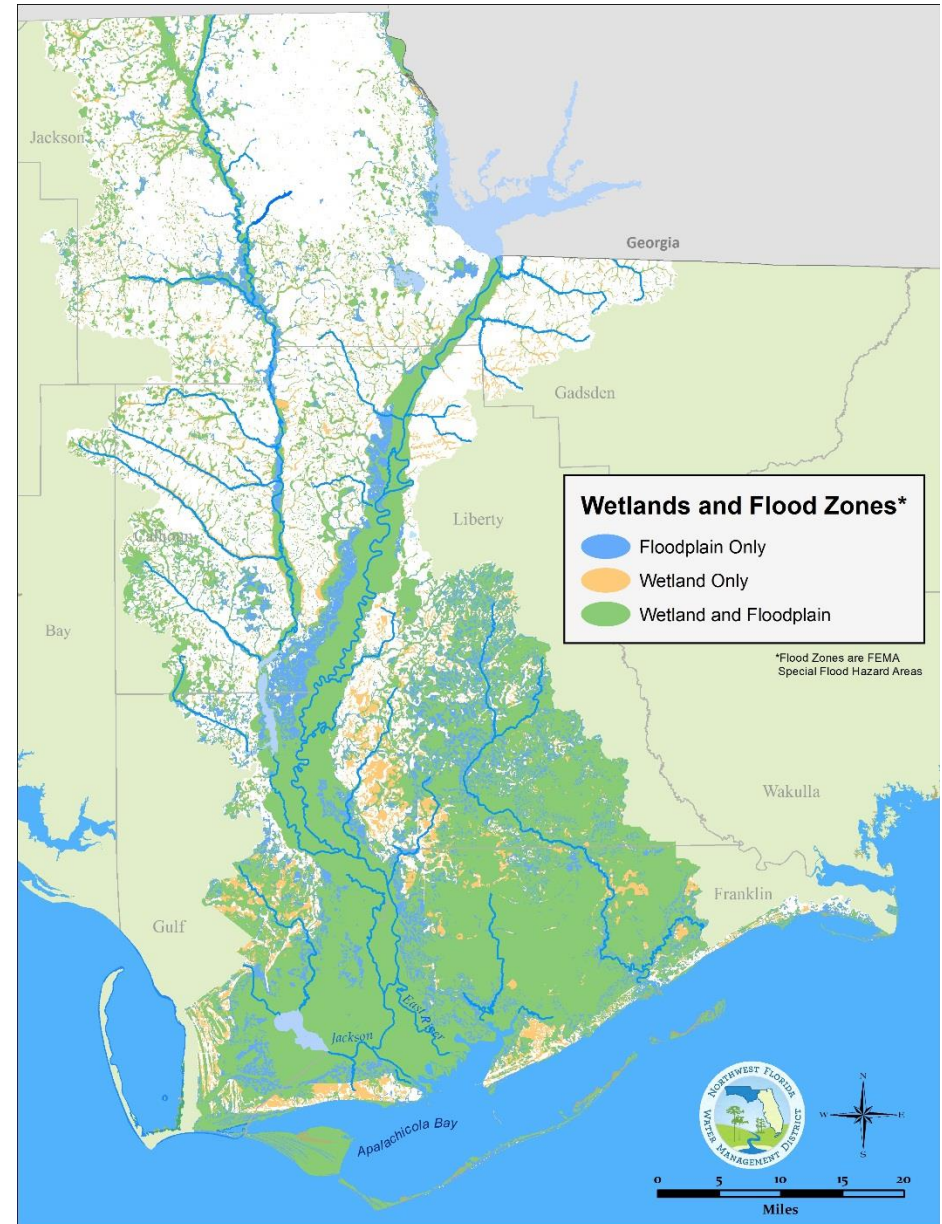 Jackson
Georgia
Gadsden
Wetlands and Flood Zones*
Floodplain Only
Wetland Only
Wetland and Floodplain
*Flood Zones are FEMA
Special Flood Hazard Areas
Liberty
Calhoun
Bay
Wakulla
Franklin
Gulf
East River
Jackson
Apalachicola Bay
NORTHWEST FLORIDA
WATER MANAGEMENT DISTRICT
N
W
E
S
0 5 10 15 20
Miles